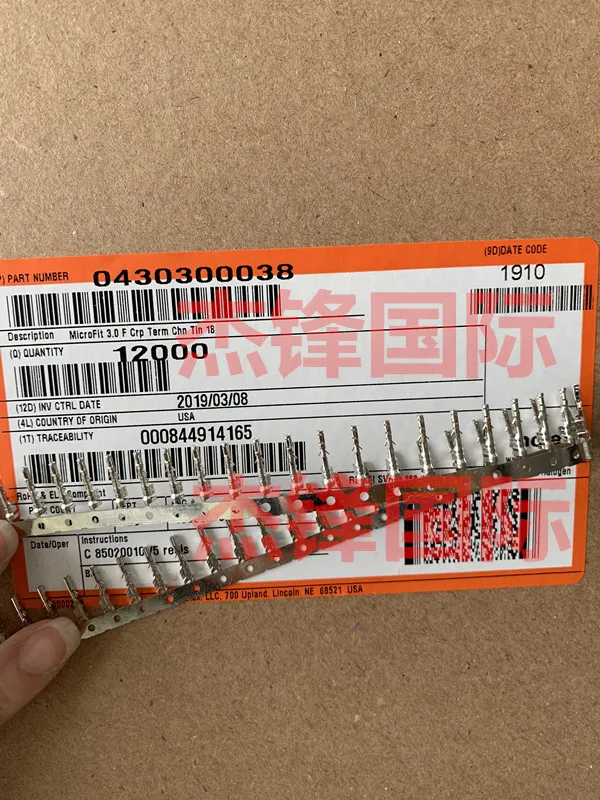 (9D)DATE CODE
PART NUMBER 0430300038
1910
Description MicroFit 3.0 F Crp Term Chn Tin 18
(Q) QUANTITY 12000
杰锋国际
(12D) INV CTRL DATE 2019/03/08
(4L) COUNTRY OF ORIGIN USA
(1T) TRACEABILITY 000844914165
杰锋国际
Date/Oper
Instructions
LLC, 700 Upland, Lincoln, NE 68521 USA